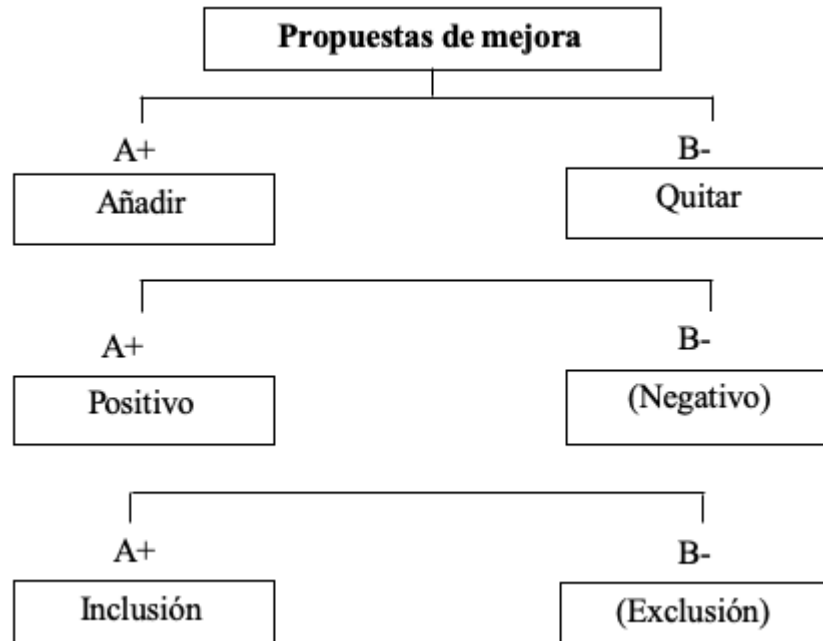 Propuestas de mejora
A+
B-
Añadir
Quitar
A+
B-
Positivo
(Negativo)
A+
B-
Inclusión
(Exclusión)